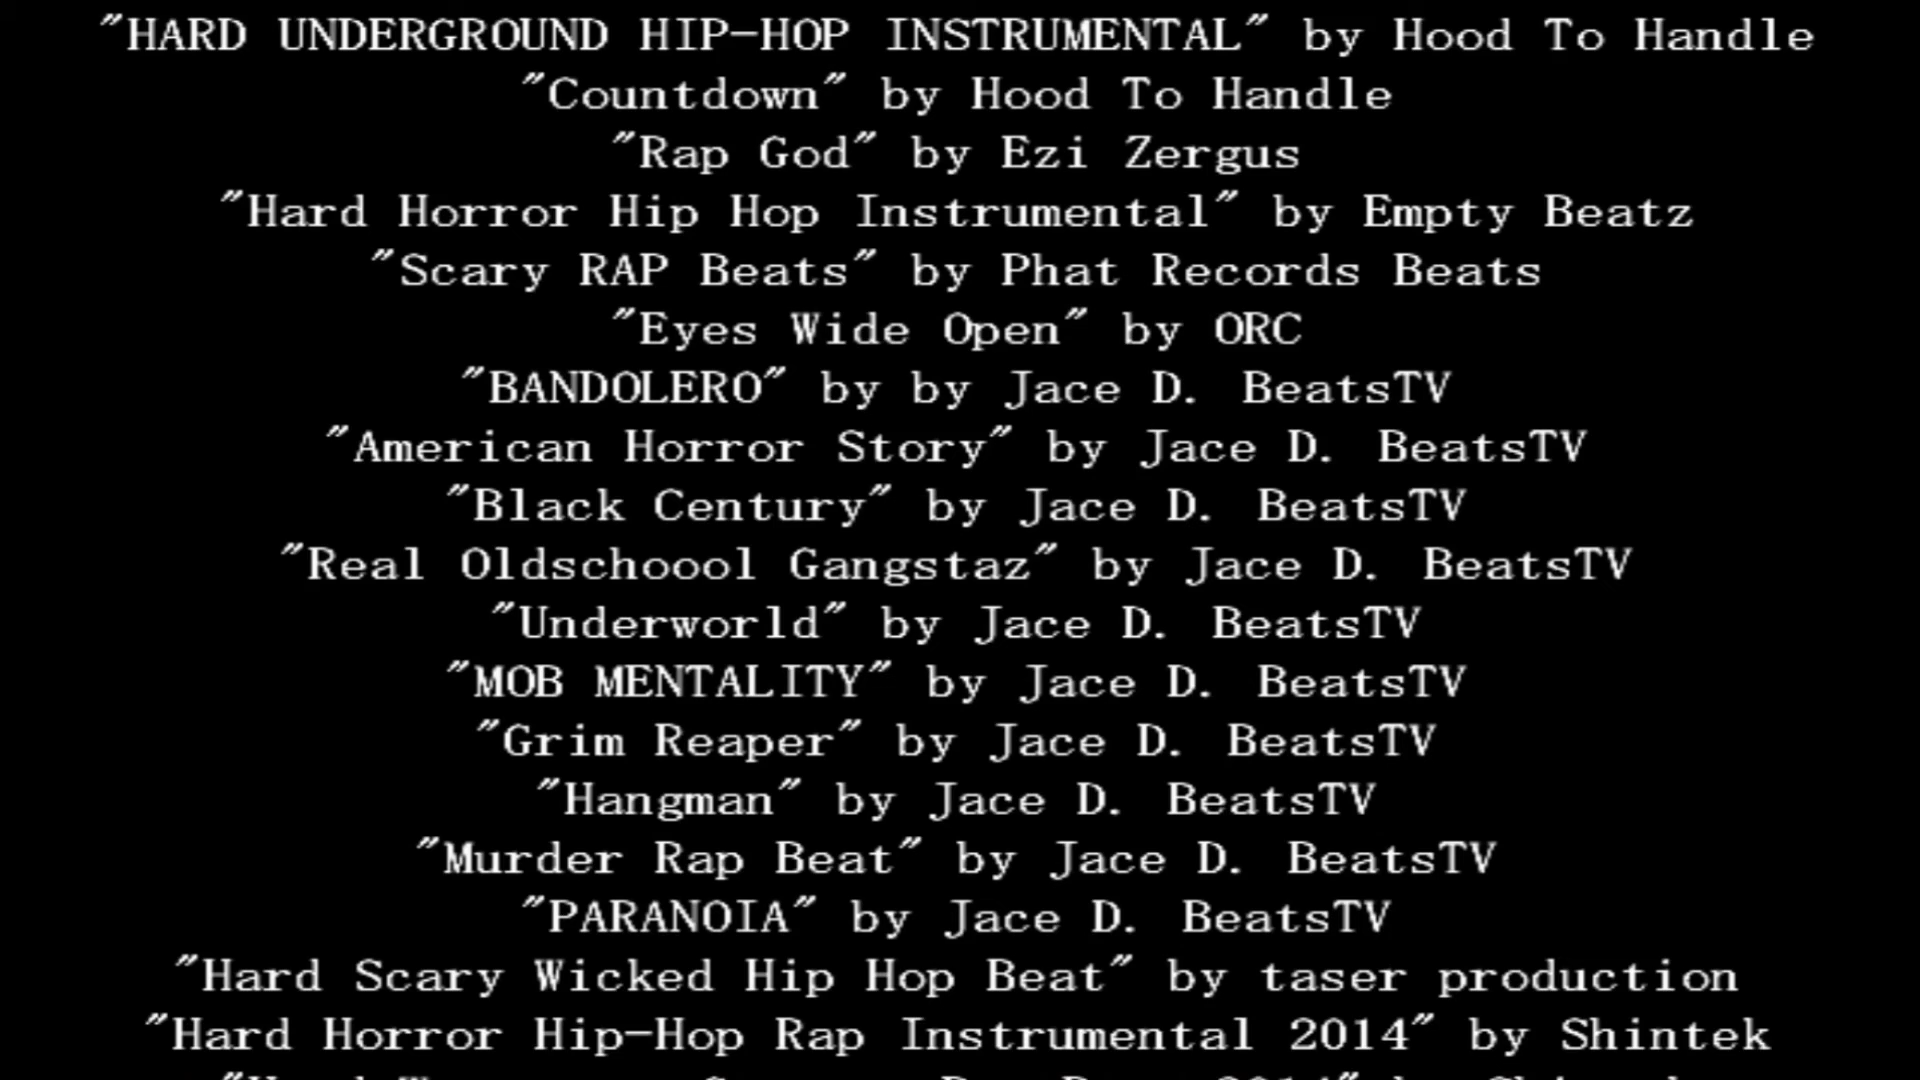 "HARD UNDERGROUND HIP-HOP INSTRUMENTAL" by Hood To Handle
"Countdown" by Hood To Handle
"Rap God" by Ezi Zergus
"Hard Horror Hip Hop Instrumental" by Empty Beatz
"Scary RAP Beats" by Phat Records Beats
"Eyes Wide Open" by ORC
"BANDOLERO" by by Jace D. BeatsTV
"American Horror Story" by Jace D. BeatsTV
"Black Century" by Jace D. BeatsTV
"Real Oldschoool Gangstaz" by Jace D. BeatsTV
"Underworld" by Jace D. BeatsTV
"MOB MENTALITY" by Jace D. BeatsTV
"Grim Reaper" by Jace D. BeatsTV
"Hangman" by Jace D. BeatsTV
"Murder Rap Beat" by Jace D. BeatsTV
"PARANOIA" by Jace D. BeatsTV
"Hard Scary Wicked Hip Hop Beat" by taser production
"Hard Horror Hip-Hop Rap Instrumental 2014" by Shintek